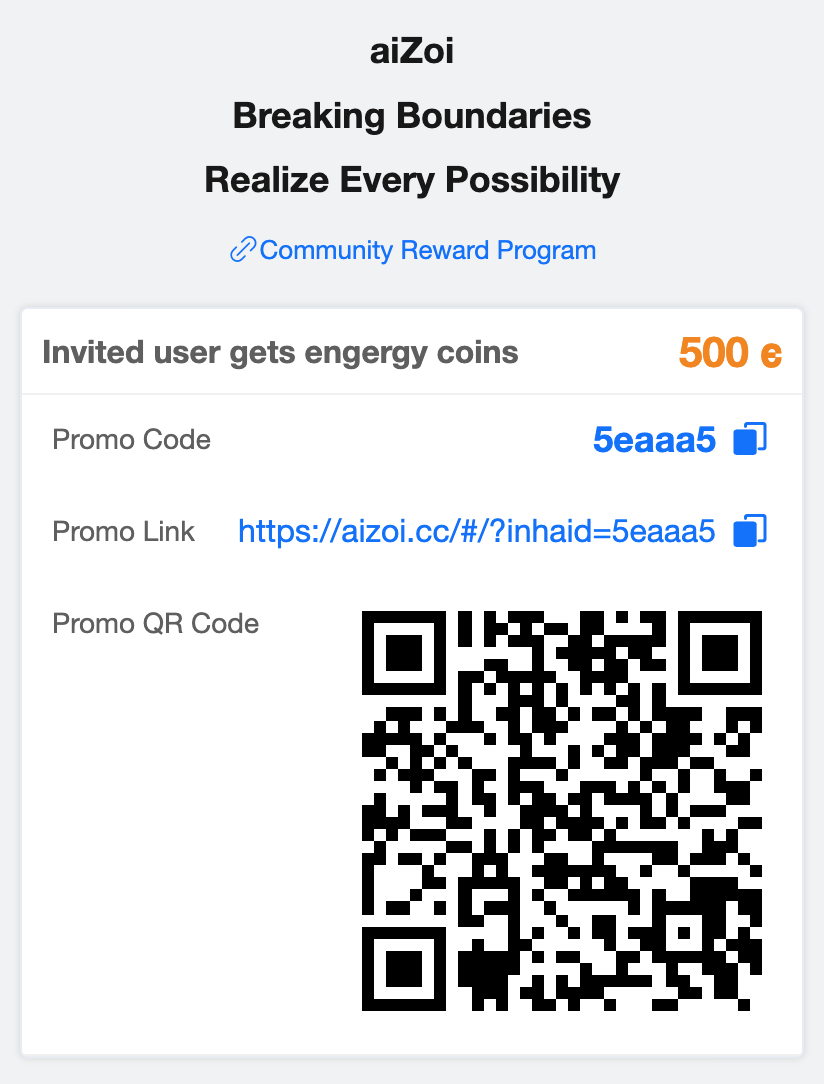 aiZoi
Breaking Boundaries
Realize Every Possibility
Community Reward Program
Invited user gets engergy coins 500 є
Promo Code 5eaaa5
Promo Link https://aizoi.cc/#/?inhaid=5eaaa5
Promo QR Code